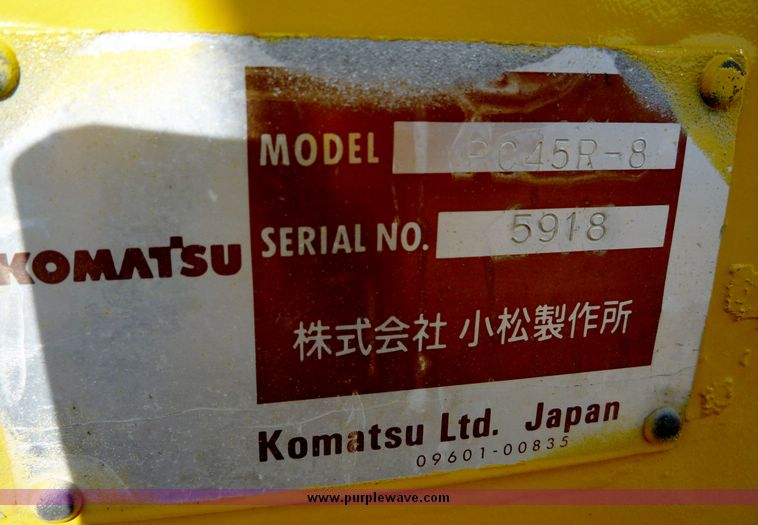 KOMATSU
MODEL PC45R-8
SERIAL NO. 5918
株式会社 小松製作所
Komatsu Ltd. Japan
09601-00835
www.purplewave.com